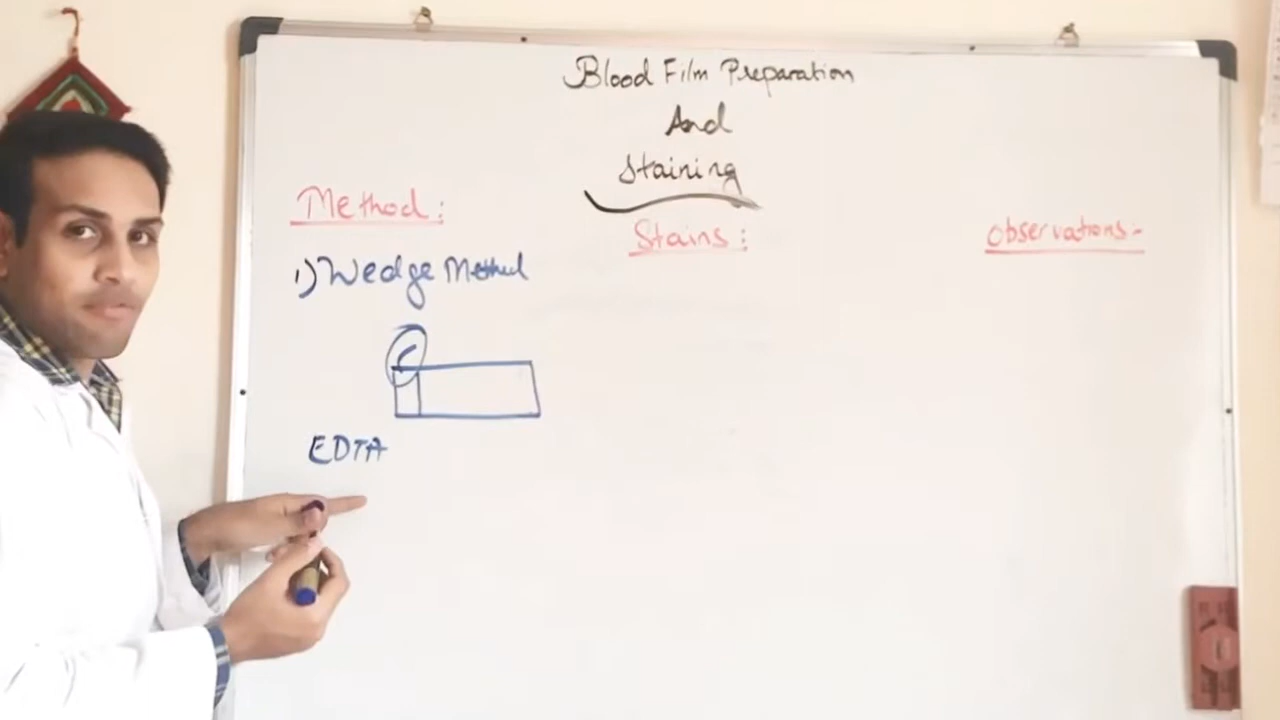 Blood Film Preparation
And
Staining
Method:
1) Wedge Method
EDTA
Stains:
Observations:-